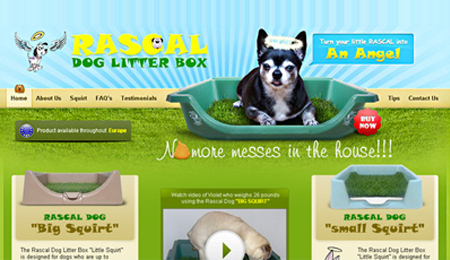 RASCAL
DOG LITTER BOX
Turn your little RASCAL into
An Angel
Home About Us Squirt FAQ's Testimonials Tips Contact Us
Product available throughout Europe
BUY
NOW
No more messes in the house!!!
RASCAL DOG
"Big Squirt"
The Rascal Dog Litter Box "Little Squirt"
is designed for dogs who are up to
Watch video of Violet who weighs 26 pounds
using the Rascal Dog "BIG SQUIRT"
RASCAL DOG
"small Squirt"
The Rascal Dog Litter
Box "Little Squirt" is
designed for